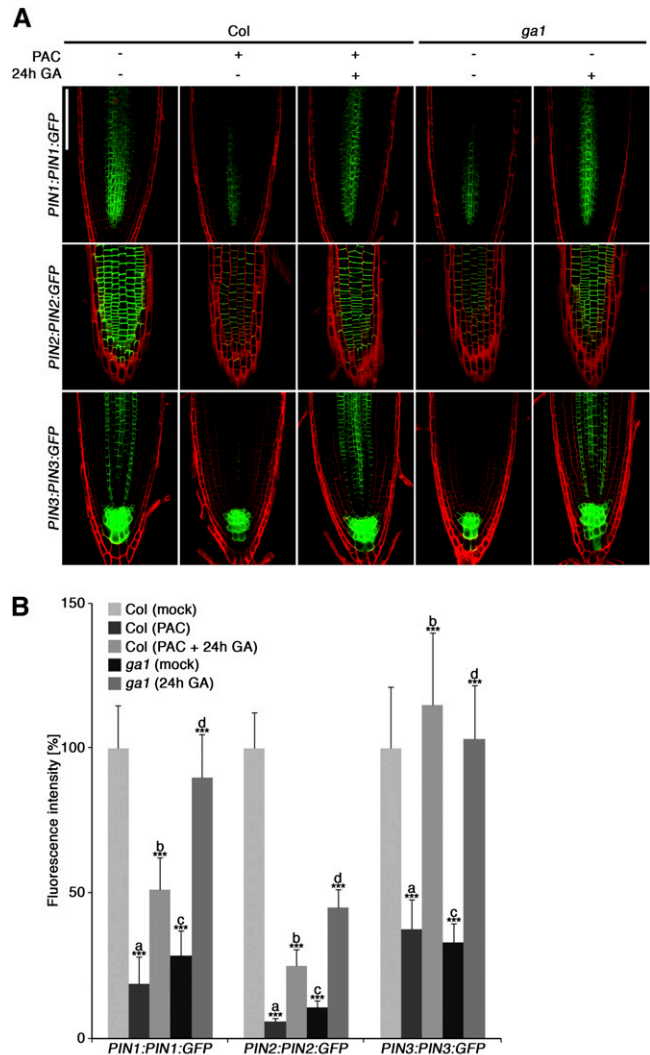 A
Col ga1
PAC - + + - -
24h GA - - + - +
PIN1:PIN1:GFP
PIN2:PIN2:GFP
PIN3:PIN3:GFP
B
150
Col (mock)
Col (PAC)
Col (PAC + 24h GA)
ga1 (mock)
ga1 (24h GA)
100
50
0
Fluorescence intensity [%]
a
***
b
***
c
***
d
***
a
***
b
***
c
***
d
***
a
***
b
***
c
***
d
***
PIN1:PIN1:GFP PIN2:PIN2:GFP PIN3:PIN3:GFP